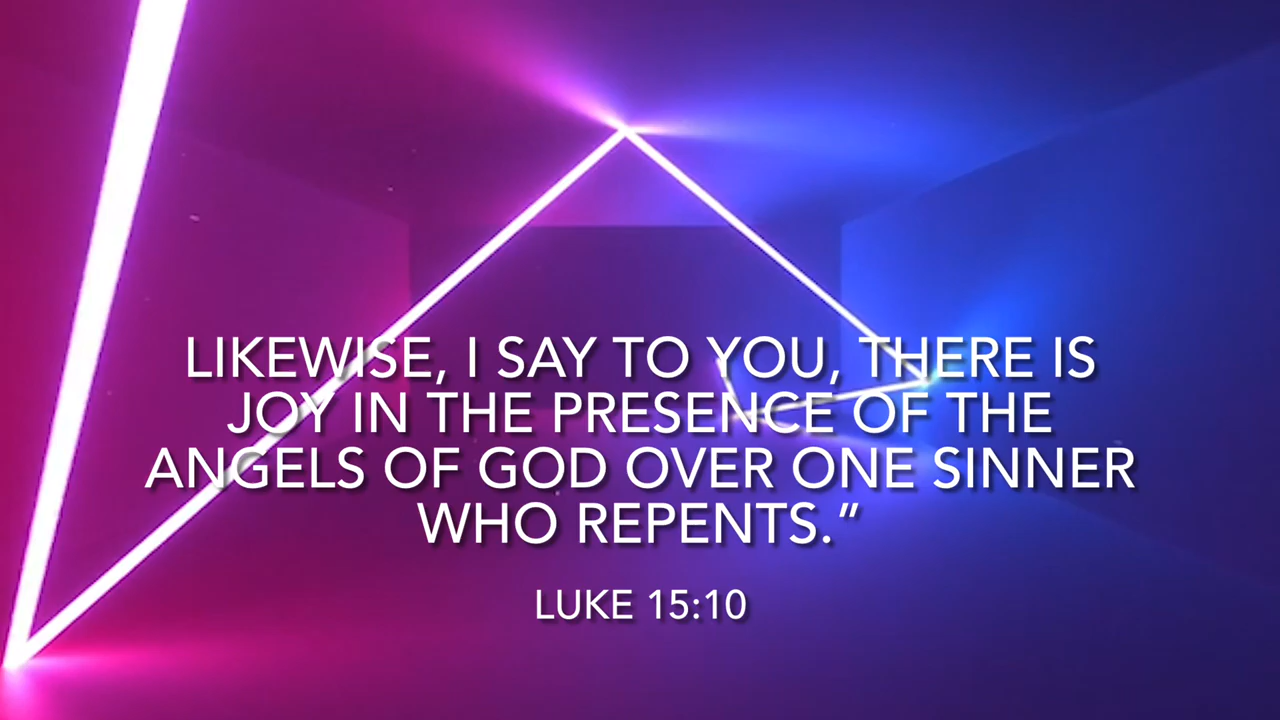 LIKEWISE, I SAY TO YOU, THERE IS
JOY IN THE PRESENCE OF THE
ANGELS OF GOD OVER ONE SINNER
WHO REPENTS.”
LUKE 15:10